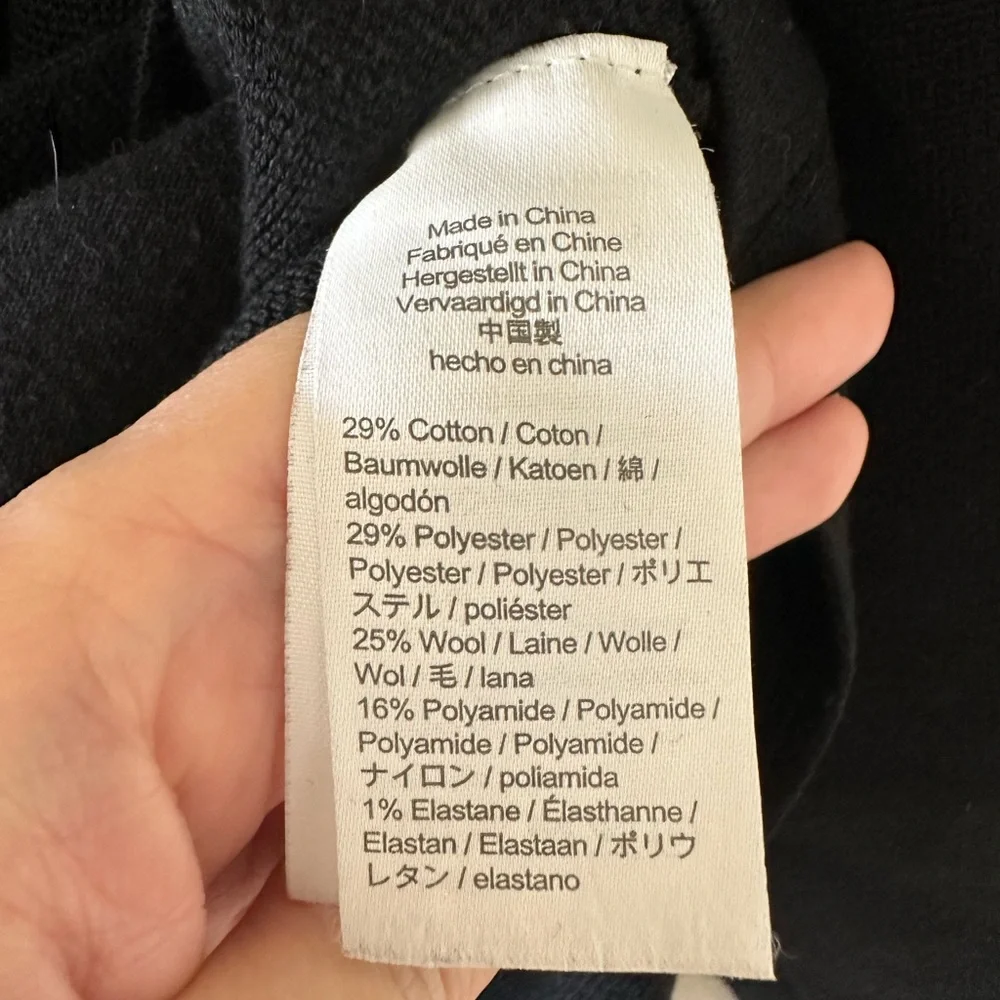 Made in China
Fabriqué en Chine
Hergestellt in China
Vervaardigd in China
中国製
hecho en china
29% Cotton / Coton /
Baumwolle / Katoen / 綿 /
algodón
29% Polyester / Polyester /
Polyester / Polyester / ポリエ
ステル / poliéster
25% Wool / Laine / Wolle /
Wol / 毛 / lana
16% Polyamide / Polyamide /
Polyamide / Polyamide /
ナイロン / poliamida
1% Elastane / Élasthanne /
Elastan / Elastaan / ポリウ
レタン / elastano